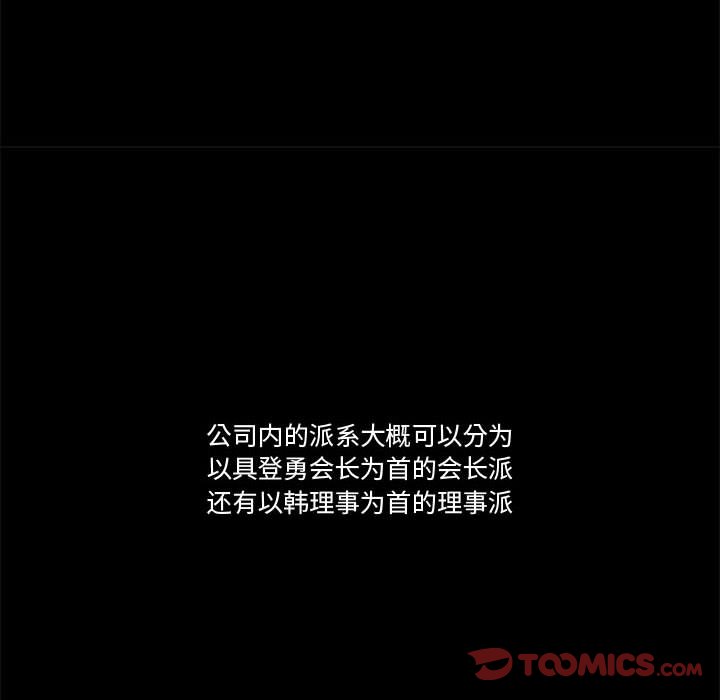 公司内的派系大概可以分为
以具登勇会长为首的会长派
还有以韩理事为首的理事派
TOOMICS.COM